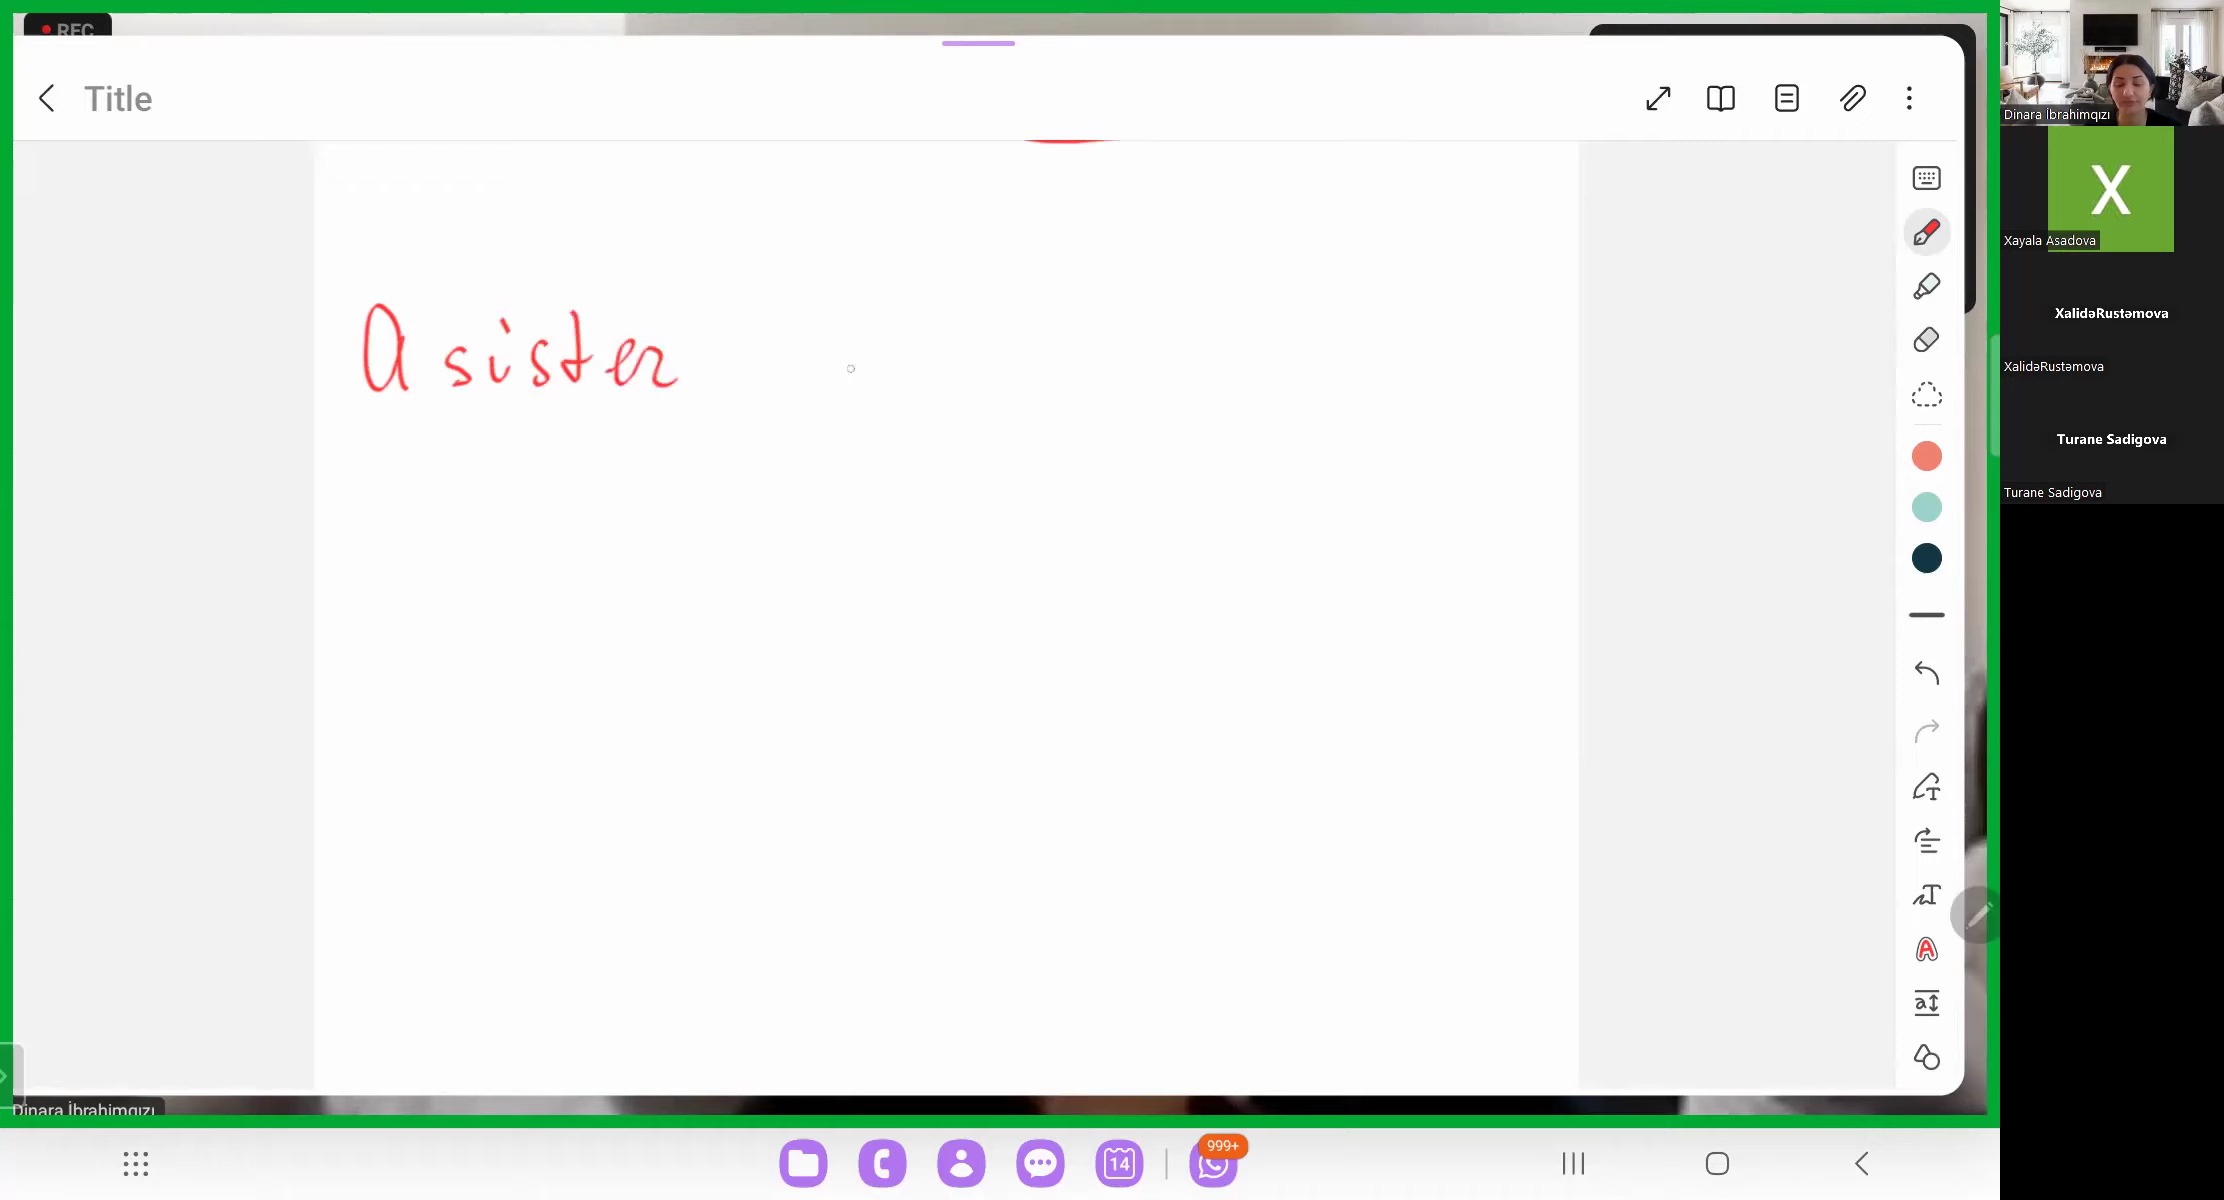 REC
Title
A sister
Dinara İbrahimqızı
14
999+
Dinara İbrahimqızı
X
Xayala Asadova
XalidəRustəmova
XalidəRustəmova
Turane Sadigova
Turane Sadigova